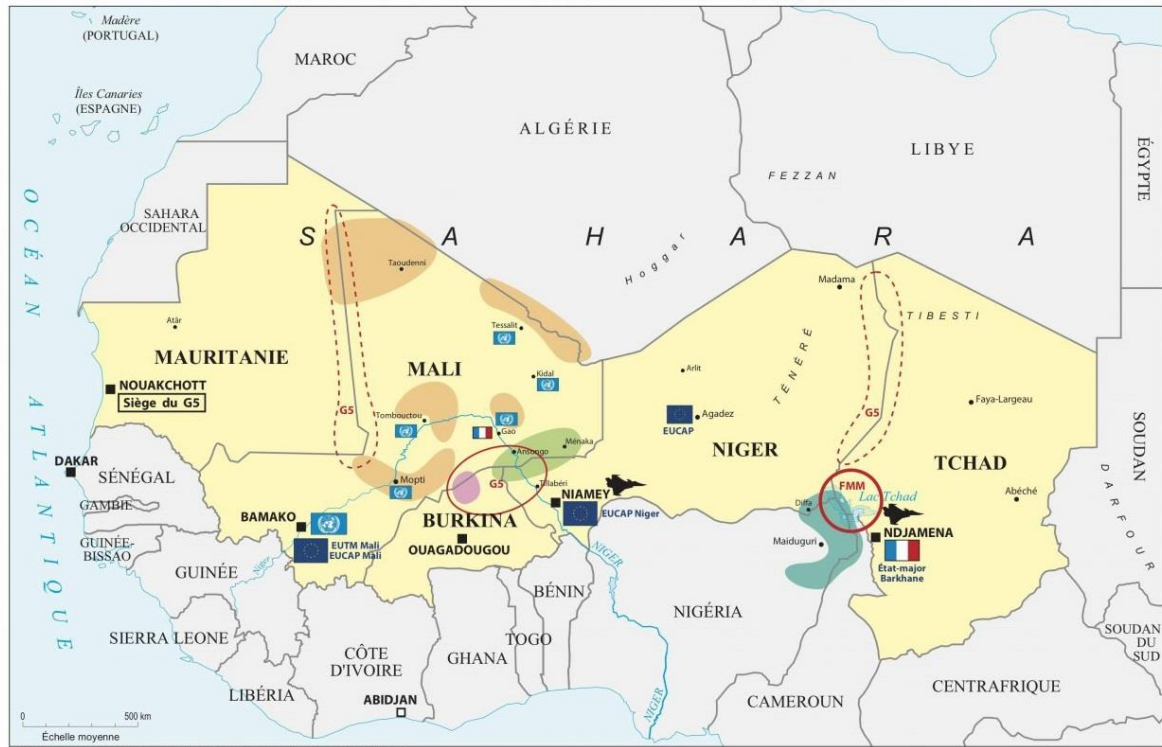 Madère
(PORTUGAL)
MAROC
Îles Canaries
(ESPAGNE)
ALGÉRIE
LIBYE
ÉGYPTE
FEZZAN
OCÉAN ATLANTIQUE
SAHARA
OCCIDENTAL
SAHARA
Hoggar
Taoudenni
Madama
TIBESTI
Atâr
Tessalit
TÉNÉRÉ
MAURITANIE
MALI
Kidal
Arlit
NOUAKCHOTT
Siège du G5
G5
Tombouctou
Gao
Agadez
EUCAP
Faya-Largeau
G5
SOUDAN
Ménaka
Ansongo
NIGER
TCHAD
DAKAR
SÉNÉGAL
Mopti
G5
Tillabéri
FMM
Lac Tchad
DARFOUR
GAMBIE
NIAMEY
EUCAP Niger
Diffa
Abéché
BAMAKO
BURKINA
GUINÉE-
BISSAO
EUTM Mali
EUCAP Mali
OUAGADOUGOU
Maiduguri
NDJAMENA
État-major
Barkhane
Niger
NIGER
GUINÉE
BÉNIN
NIGÉRIA
SIERRA LEONE
CÔTE
D'IVOIRE
GHANA
TOGO
SOUDAN
DU
SUD
LIBÉRIA
CAMEROUN
CENTRAFRIQUE
ABIDJAN
NIGER
0
500 km
Échelle moyenne